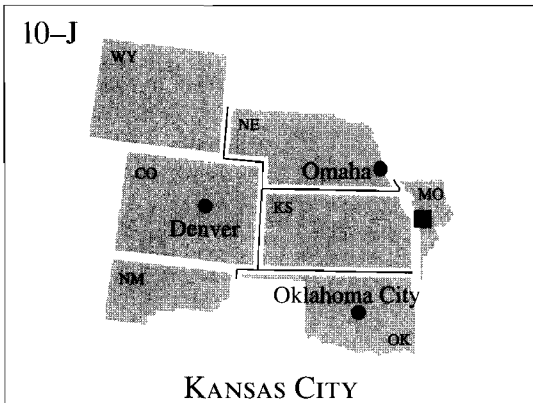 10–J
WY
NE
Omaha
CO
MO
KS
Denver
NM
Oklahoma City
OK
KANSAS CITY